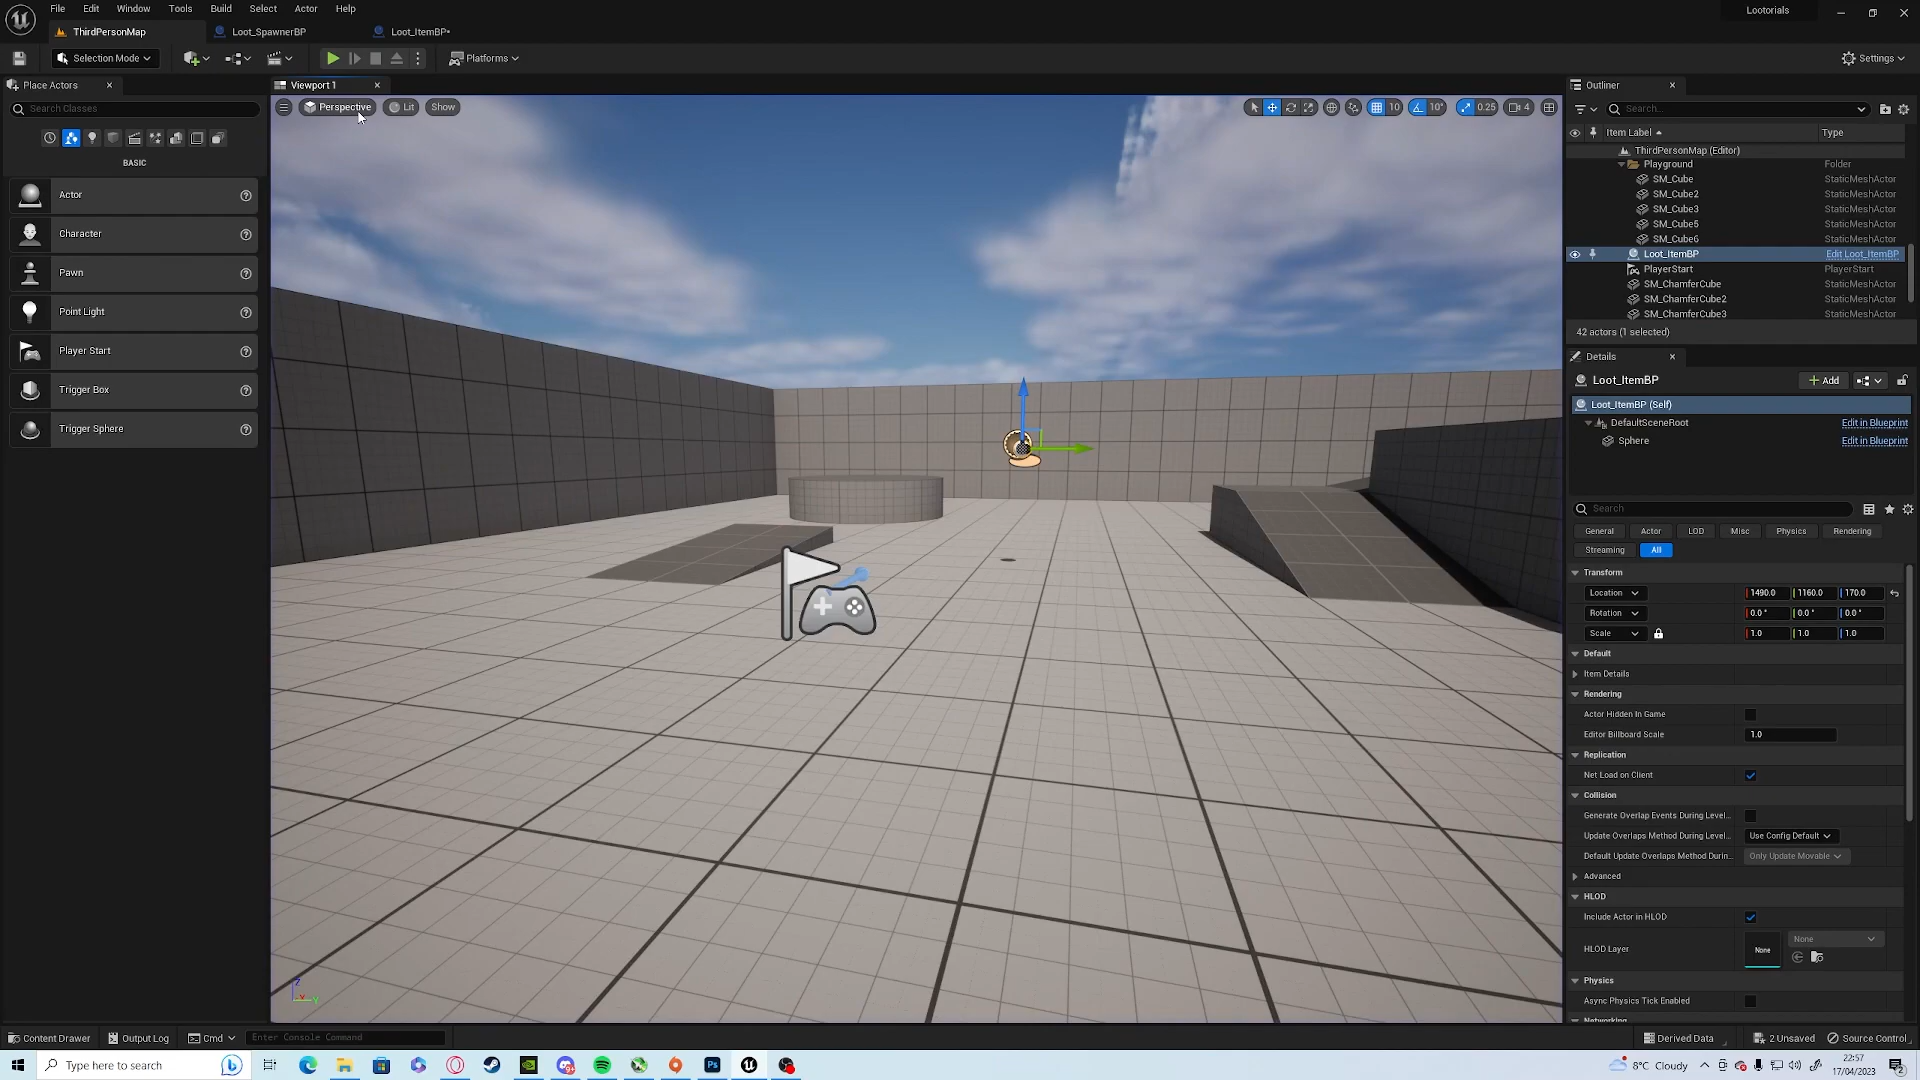 File Edit Window Tools Build Select Actor Help
Lootorials
ThirdPersonMap Loot_SpawnerBP Loot_ItemBP•
Selection Mode Platforms Settings
Place Actors
Search Classes
BASIC
Actor
Character
Pawn
Point Light
Player Start
Trigger Box
Trigger Sphere
Viewport 1
Perspective Lit Show
10 10° 0.25 4
Outliner
Search...
Item Label Type
ThirdPersonMap (Editor)
Playground Folder
SM_Cube StaticMeshActor
SM_Cube2 StaticMeshActor
SM_Cube3 StaticMeshActor
SM_Cube5 StaticMeshActor
SM_Cube6 StaticMeshActor
Loot_ItemBP Edit Loot_ItemBP
PlayerStart PlayerStart
SM_ChamferCube StaticMeshActor
SM_ChamferCube2 StaticMeshActor
SM_ChamferCube3 StaticMeshActor
42 actors (1 selected)
Details
Loot_ItemBP Add
Loot_ItemBP (Self)
DefaultSceneRoot Edit in Blueprint
Sphere Edit in Blueprint
Search
General Actor LOD Misc Physics Rendering
Streaming All
Transform
Location 1490.0 1160.0 170.0
Rotation 0.0° 0.0° 0.0°
Scale 1.0 1.0 1.0
Default
Item Details
Rendering
Actor Hidden In Game
Editor Billboard Scale 1.0
Replication
Net Load on Client
Collision
Generate Overlap Events During Level...
Update Overlaps Method During Level... Use Config Default
Default Update Overlaps Method Durin... Only Update Movable
Advanced
HLOD
Include Actor in HLOD
HLOD Layer None None
Physics
Async Physics Tick Enabled
Networking
Z
Y
Content Drawer Output Log Cmd Enter Console Command Derived Data 2 Unsaved Source Control
Type here to search 8°C Cloudy 22:57
17/04/2023